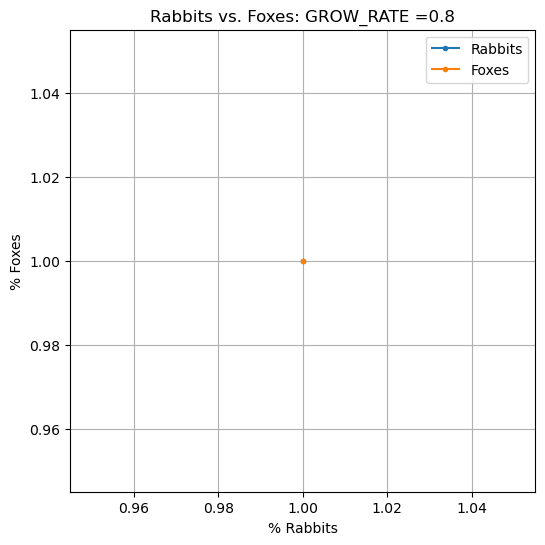 Rabbits vs. Foxes: GROW_RATE =0.8
Rabbits
Foxes
% Foxes
1.04
1.02
1.00
0.98
0.96
0.96
0.98
1.00
1.02
1.04
% Rabbits